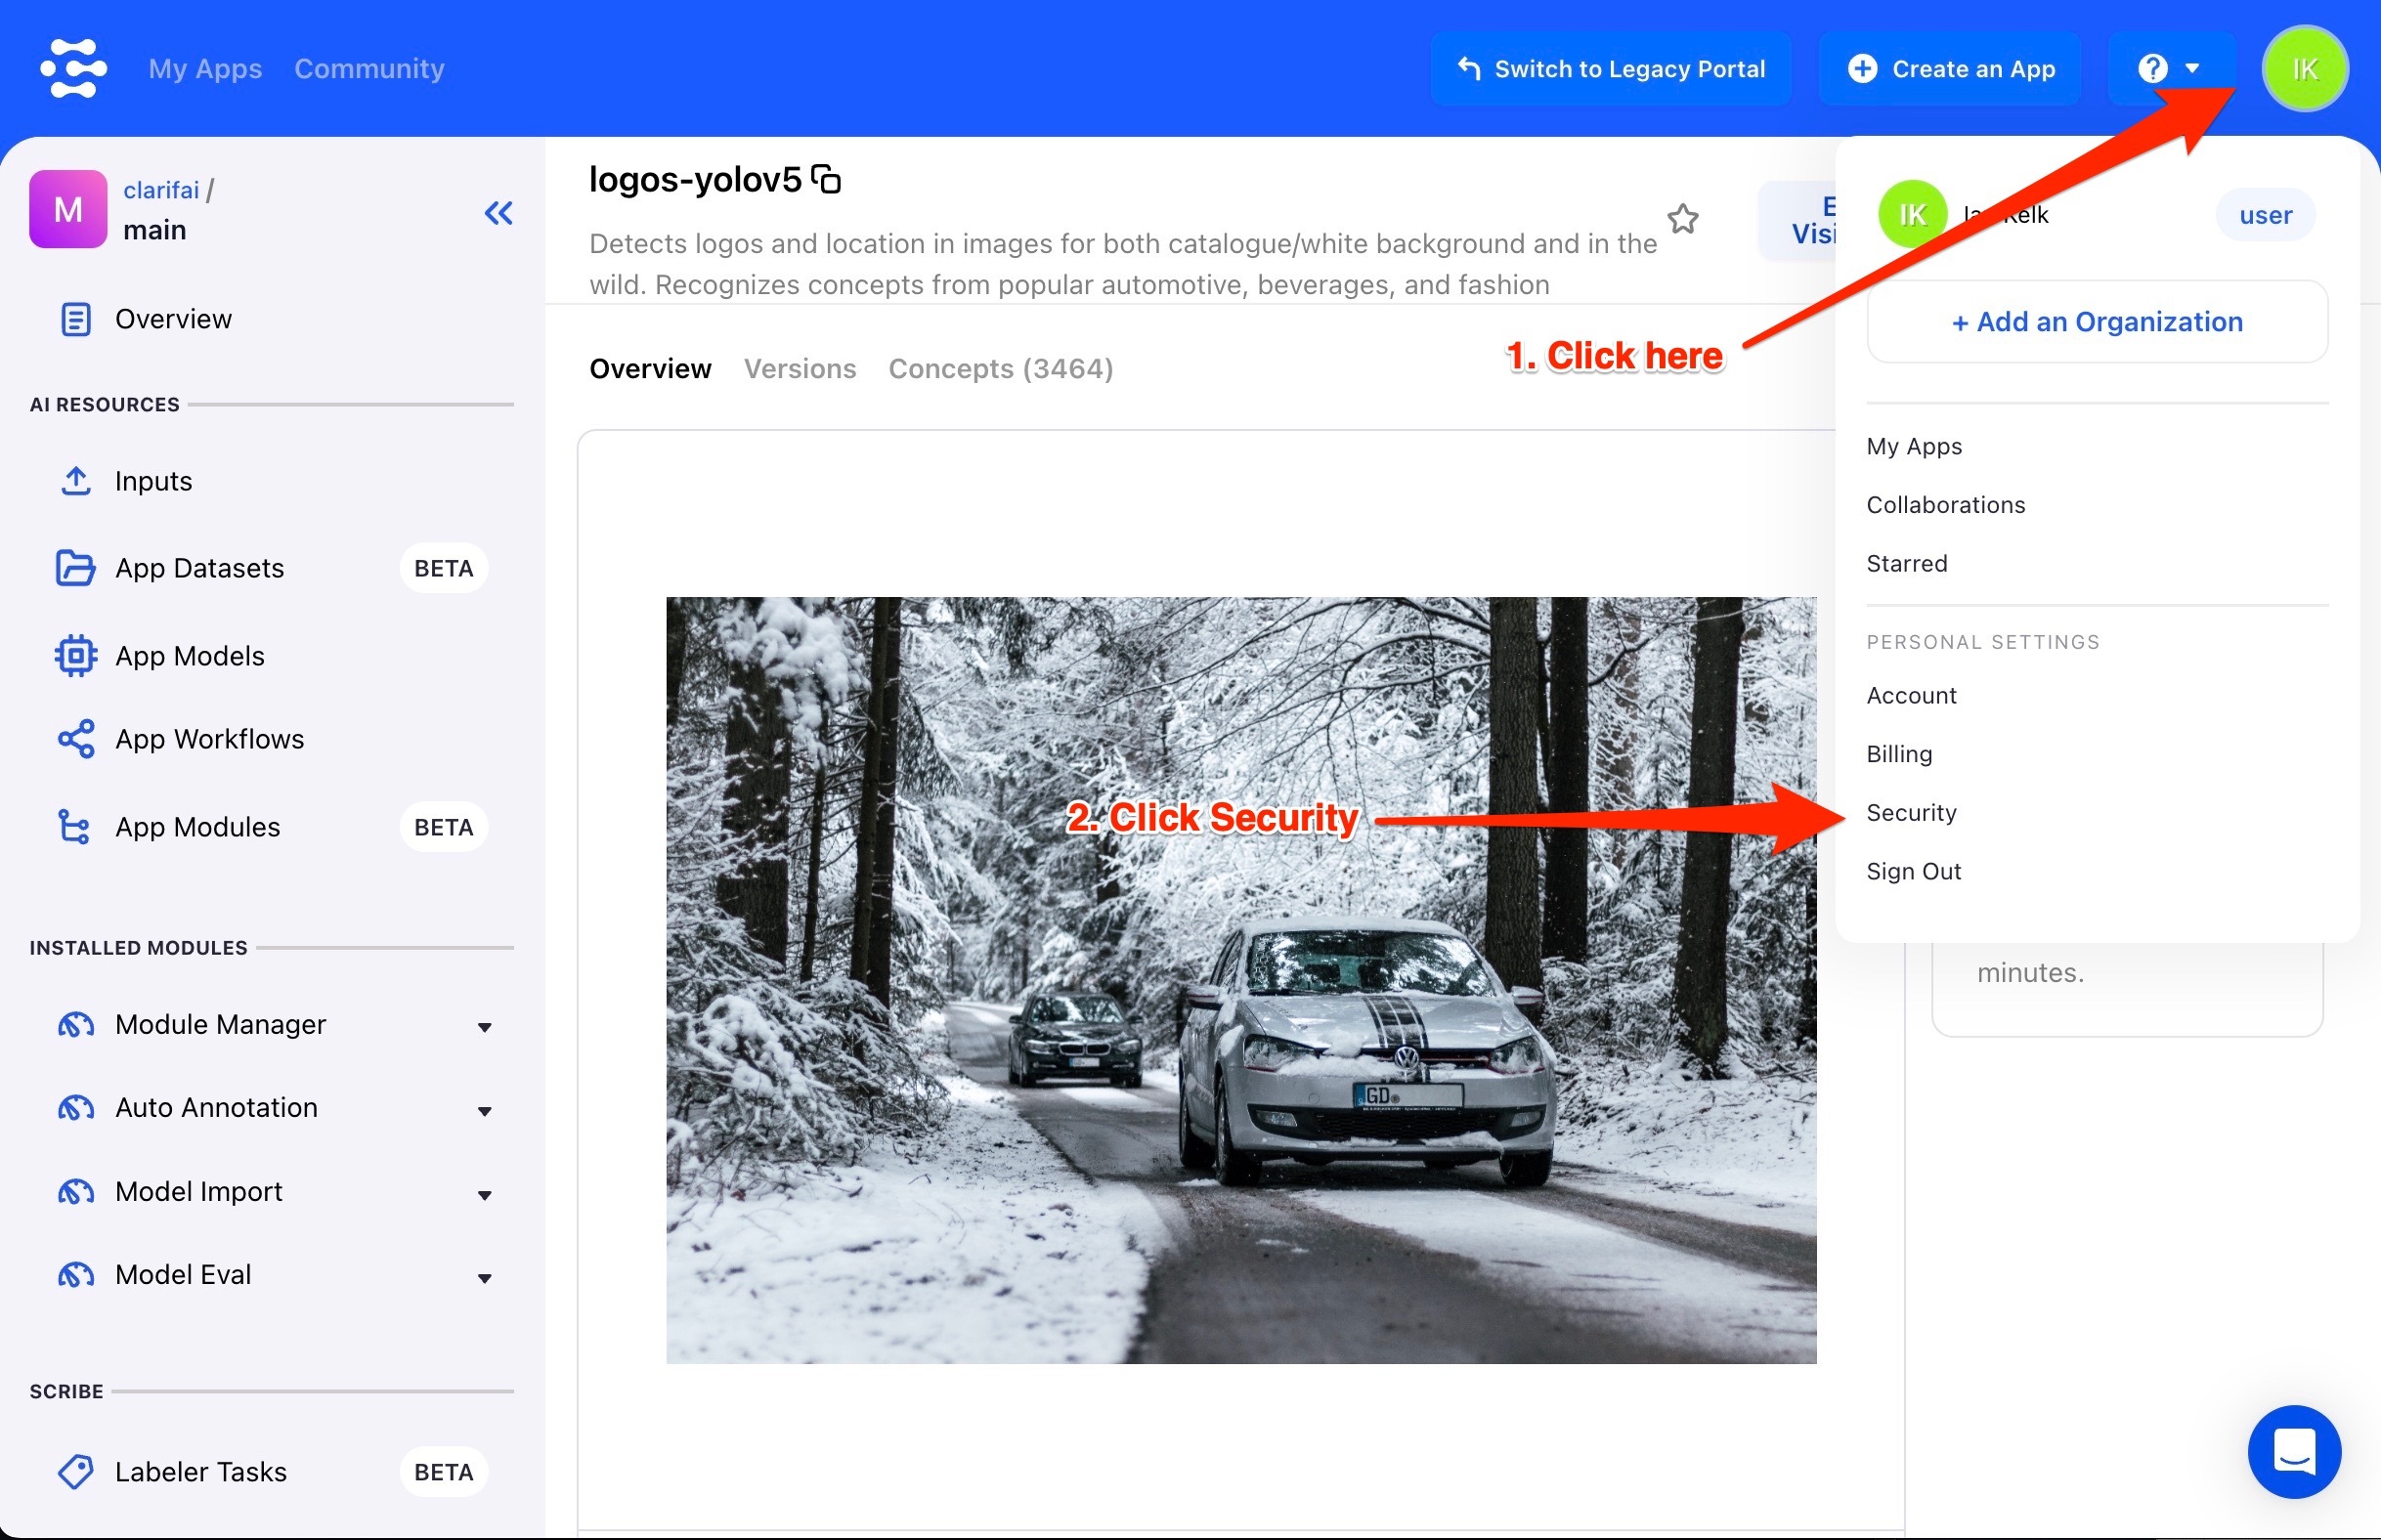 My Apps
Community
Switch to Legacy Portal
Create an App
IK
M
clarifai /
main
Overview
AI RESOURCES
Inputs
App Datasets
BETA
App Models
App Workflows
App Modules
BETA
INSTALLED MODULES
Module Manager
Auto Annotation
Model Import
Model Eval
SCRIBE
Labeler Tasks
BETA
logos-yolov5
Detects logos and location in images for both catalogue/white background and in the
wild. Recognizes concepts from popular automotive, beverages, and fashion
Overview
Versions
Concepts (3464)
1. Click here
2. Click Security
GD
IK
Kelk
user
+ Add an Organization
My Apps
Collaborations
Starred
PERSONAL SETTINGS
Account
Billing
Security
Sign Out
minutes.